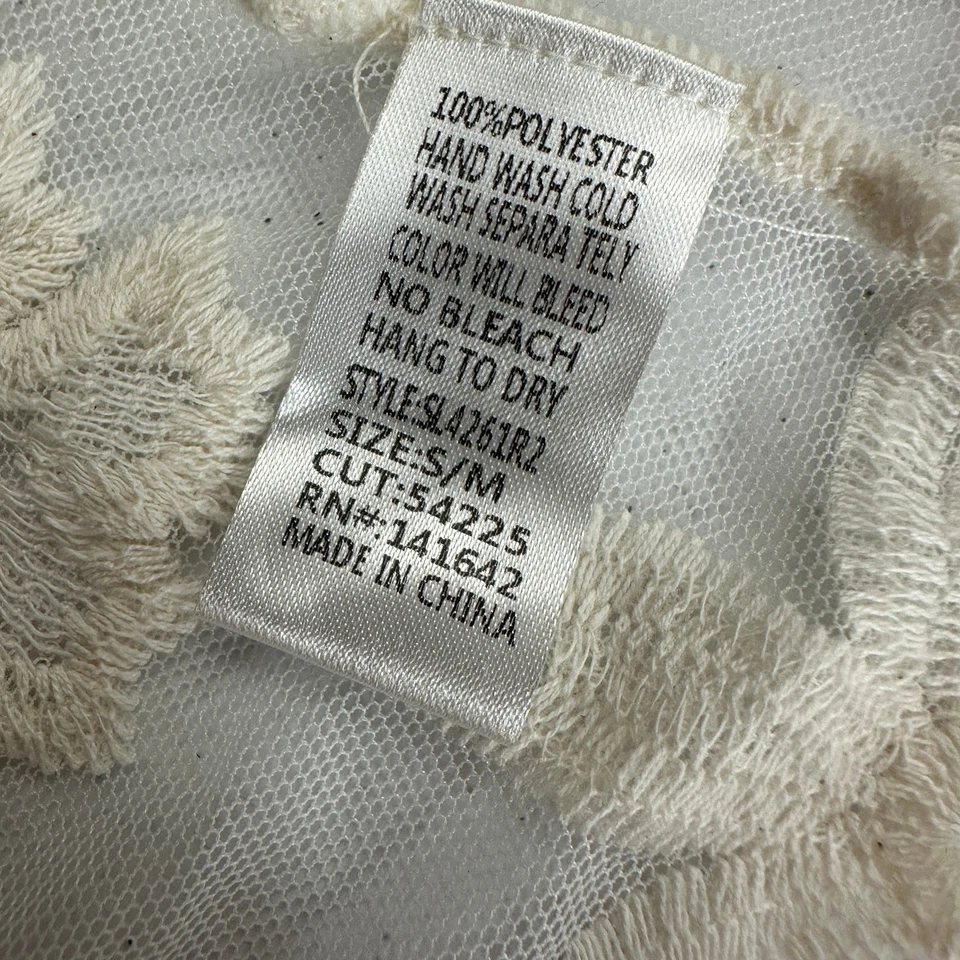 100%POLYESTER
HAND WASH COLD
WASH SEPARA TELY
COLOR WILL BLEED
NO BLEACH
HANG TO DRY
STYLE:SLA261R2
SIZE:S/M
CUT:54225
RN#:141642
MADE IN CHINA